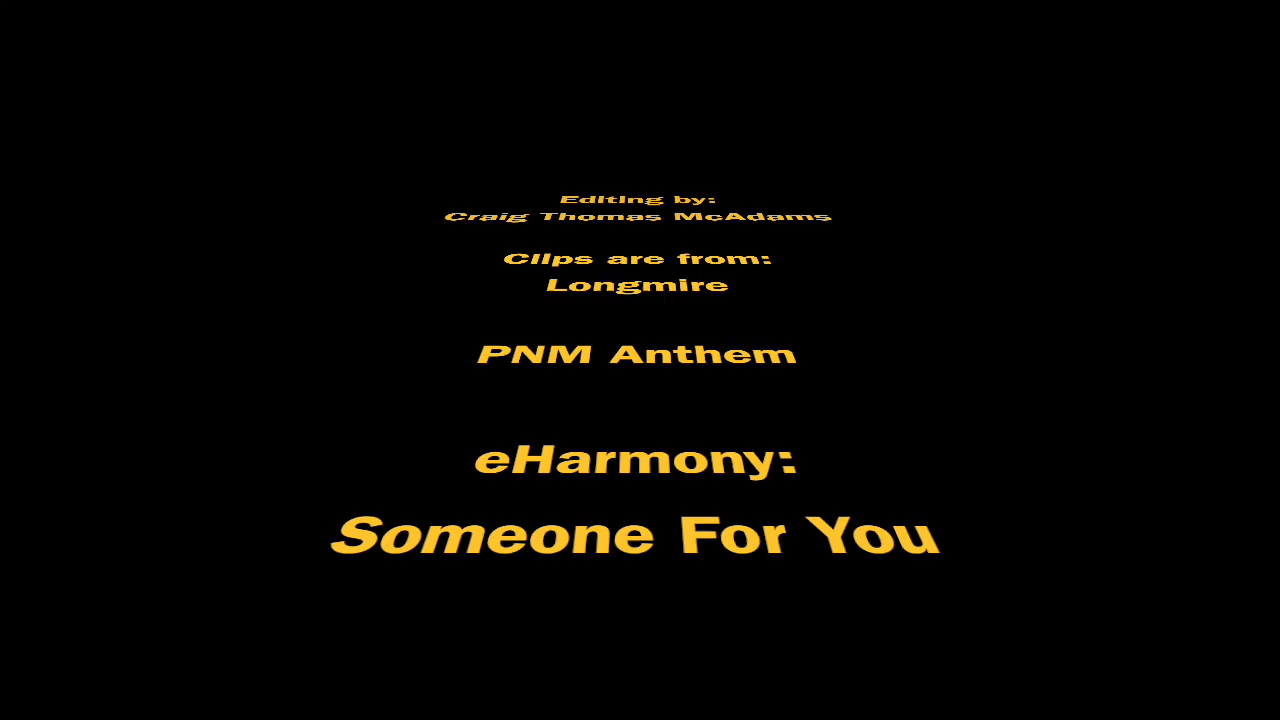 Editing by:
Craig Thomas McAdams
Clips are from:
Longmire
PNM Anthem
eHarmony:
Someone For You